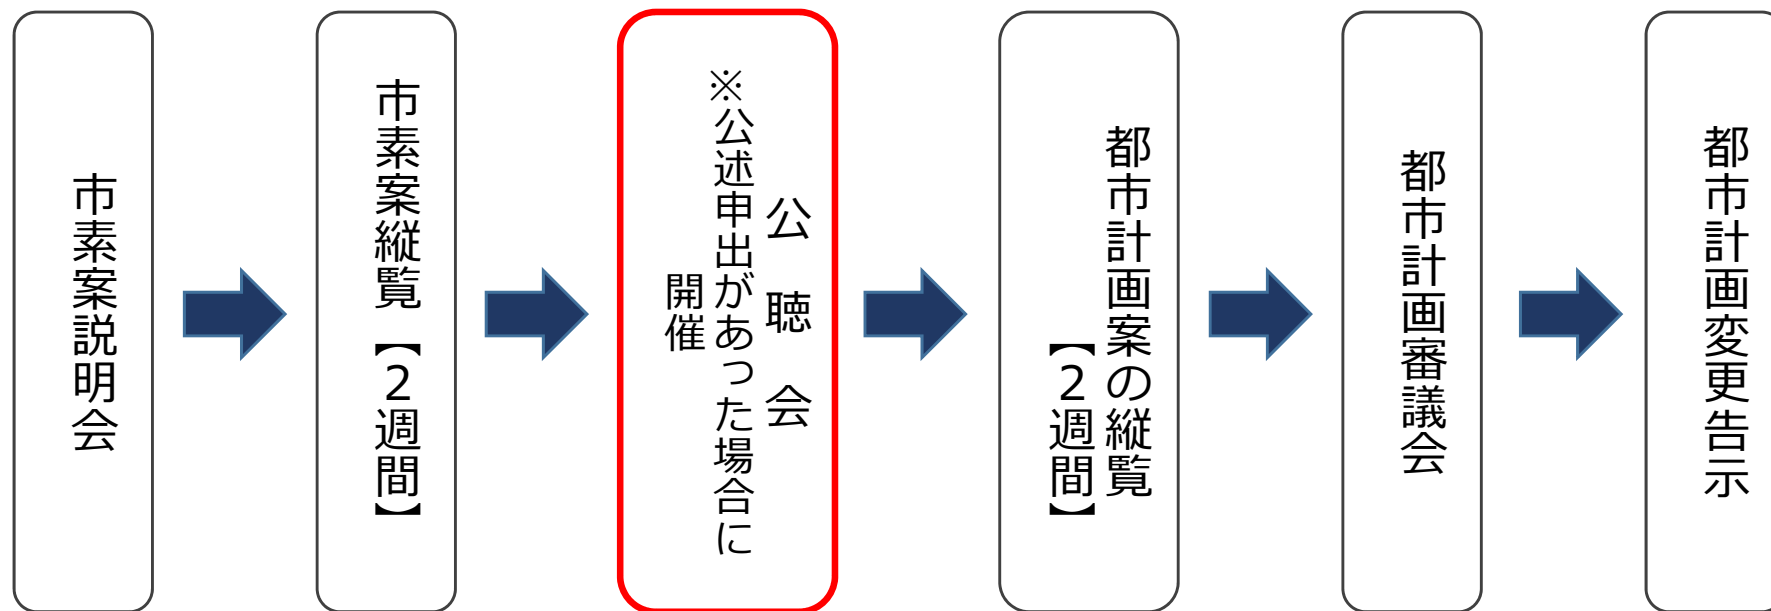 市素案説明会
市素案縦覧【2週間】
公聴会
※公述申出があった場合に
開催
都市計画案の縦覧
【2週間】
都市計画審議会
都市計画変更告示